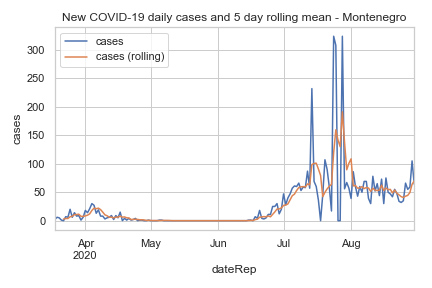 New COVID-19 daily cases and 5 day rolling mean - Montenegro
cases
cases (rolling)
300
250
200
150
100
50
0
cases
Apr
2020
May
Jun
Jul
Aug
dateRep